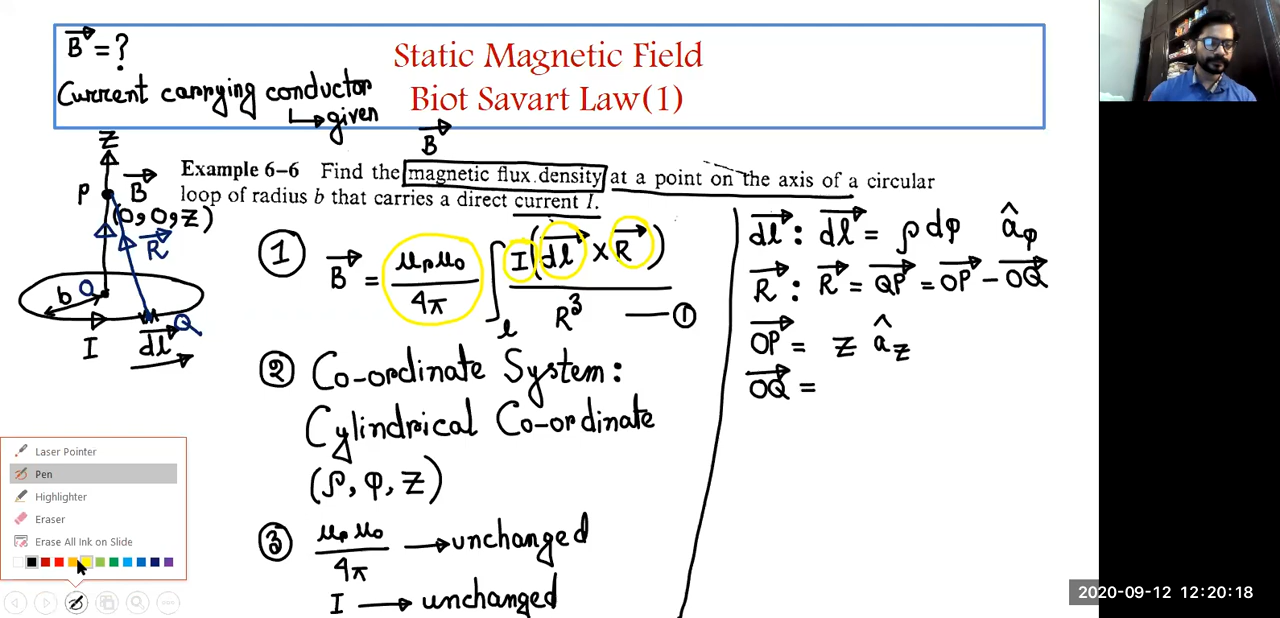 B = ?
Static Magnetic Field
Current carrying conductor
Biot Savart Law(1)
↳ given
B
Z
Example 6–6 Find the magnetic flux density at a point on the axis of a circular
loop of radius b that carries a direct current I.
P
B
(0, 0, Z)
R
b
O
I
dl
Q
① B = μrμ0/4π ∫l I(dl × R)/R³ — ①
② Co-ordinate System:
Cylindrical Co-ordinate
(ρ, φ, Z)
③ μrμ0/4π → unchanged
I → unchanged
dl : dl = ρ dφ âφ
R : R = QP = OP − OQ
OP = Z âz
OQ =
Laser Pointer
Pen
Highlighter
Eraser
Erase All Ink on Slide
2020-09-12 12:20:18